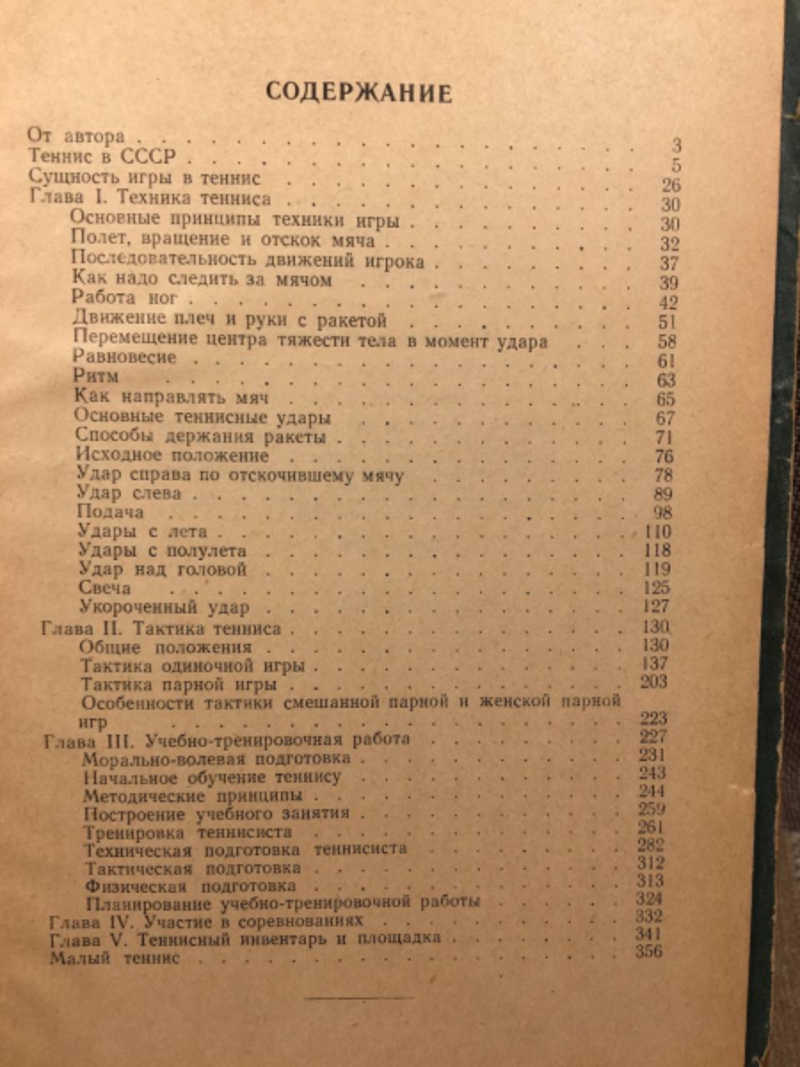 СОДЕРЖАНИЕ
От автора . . . . . . . . . . . . . . . . 3
Теннис в СССР . . . . . . . . . . . . . . 5
Сущность игры в теннис . . . . . . . . . . 26
Глава I. Техника тенниса . . . . . . . . . . 30
Основные принципы техники игры . . . . . . . 30
Полет, вращение и отскок мяча . . . . . . . . 32
Последовательность движений игрока . . . . . . 37
Как надо следить за мячом . . . . . . . . . 39
Работа ног . . . . . . . . . . . . . . 42
Движение плеч и руки с ракетой . . . . . . . 51
Перемещение центра тяжести тела в момент удара . . . 58
Равновесие . . . . . . . . . . . . . . 61
Ритм . . . . . . . . . . . . . . . 63
Как направлять мяч . . . . . . . . . . . 65
Основные теннисные удары . . . . . . . . . 67
Способы держания ракеты . . . . . . . . . 71
Исходное положение . . . . . . . . . . . 76
Удар справа по отскочившему мячу . . . . . . 78
Удар слева . . . . . . . . . . . . . . 89
Подача . . . . . . . . . . . . . . . 98
Удары с лета . . . . . . . . . . . . . 110
Удары с полулета . . . . . . . . . . . . 118
Удар над головой . . . . . . . . . . . . 119
Свеча . . . . . . . . . . . . . . . 125
Укороченный удар . . . . . . . . . . . . 127
Глава II. Тактика тенниса . . . . . . . . . . 130
Общие положения . . . . . . . . . . . . 130
Тактика одиночной игры . . . . . . . . . . 137
Тактика парной игры . . . . . . . . . . . 203
Особенности тактики смешанной парной и женской парной
игр . . . . . . . . . . . . . . . 223
Глава III. Учебно-тренировочная работа . . . . . . 227
Морально-волевая подготовка . . . . . . . . 231
Начальное обучение теннису . . . . . . . . 243
Методические принципы . . . . . . . . . . 244
Построение учебного занятия . . . . . . . . 259
Тренировка теннисиста . . . . . . . . . . 261
Техническая подготовка теннисиста . . . . . . 282
Тактическая подготовка . . . . . . . . . . 312
Физическая подготовка . . . . . . . . . . 313
Планирование учебно-тренировочной работы . . . . 324
Глава IV. Участие в соревнованиях . . . . . . . . 332
Глава V. Теннисный инвентарь и площадка . . . . . . 341
Малый теннис . . . . . . . . . . . . . . 356